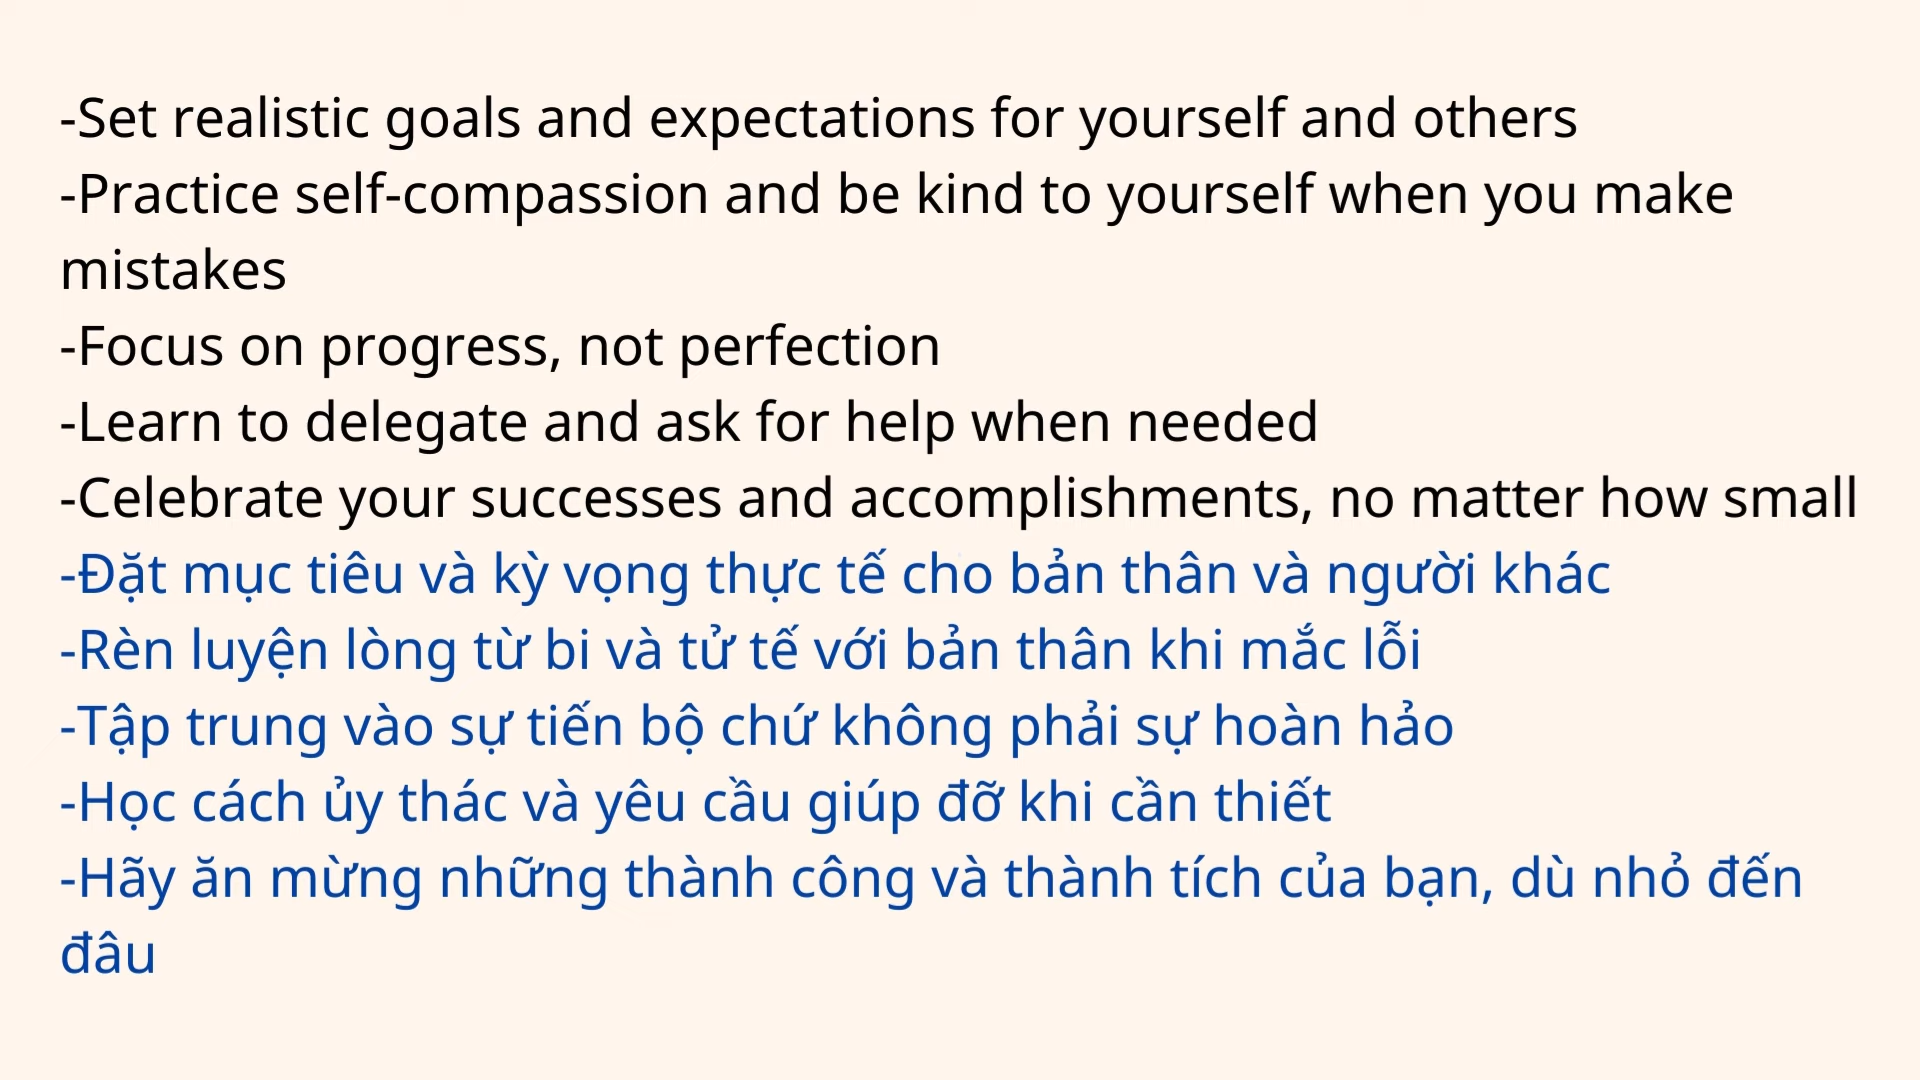 -Set realistic goals and expectations for yourself and others
-Practice self-compassion and be kind to yourself when you make
mistakes
-Focus on progress, not perfection
-Learn to delegate and ask for help when needed
-Celebrate your successes and accomplishments, no matter how small
-Đặt mục tiêu và kỳ vọng thực tế cho bản thân và người khác
-Rèn luyện lòng từ bi và tử tế với bản thân khi mắc lỗi
-Tập trung vào sự tiến bộ chứ không phải sự hoàn hảo
-Học cách ủy thác và yêu cầu giúp đỡ khi cần thiết
-Hãy ăn mừng những thành công và thành tích của bạn, dù nhỏ đến
đâu